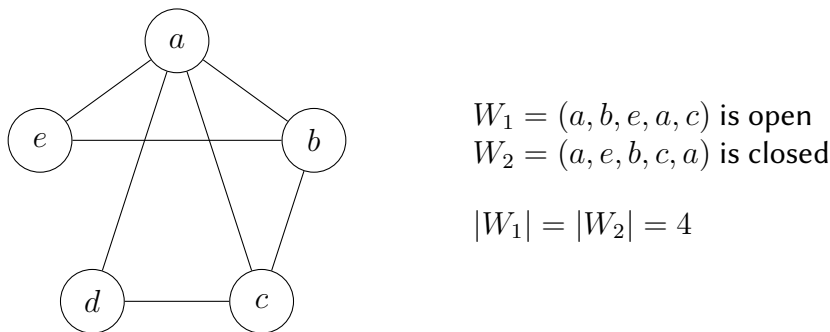 a
e
b
d
c
W₁ = (a, b, e, a, c) is open
W₂ = (a, e, b, c, a) is closed
|W₁| = |W₂| = 4